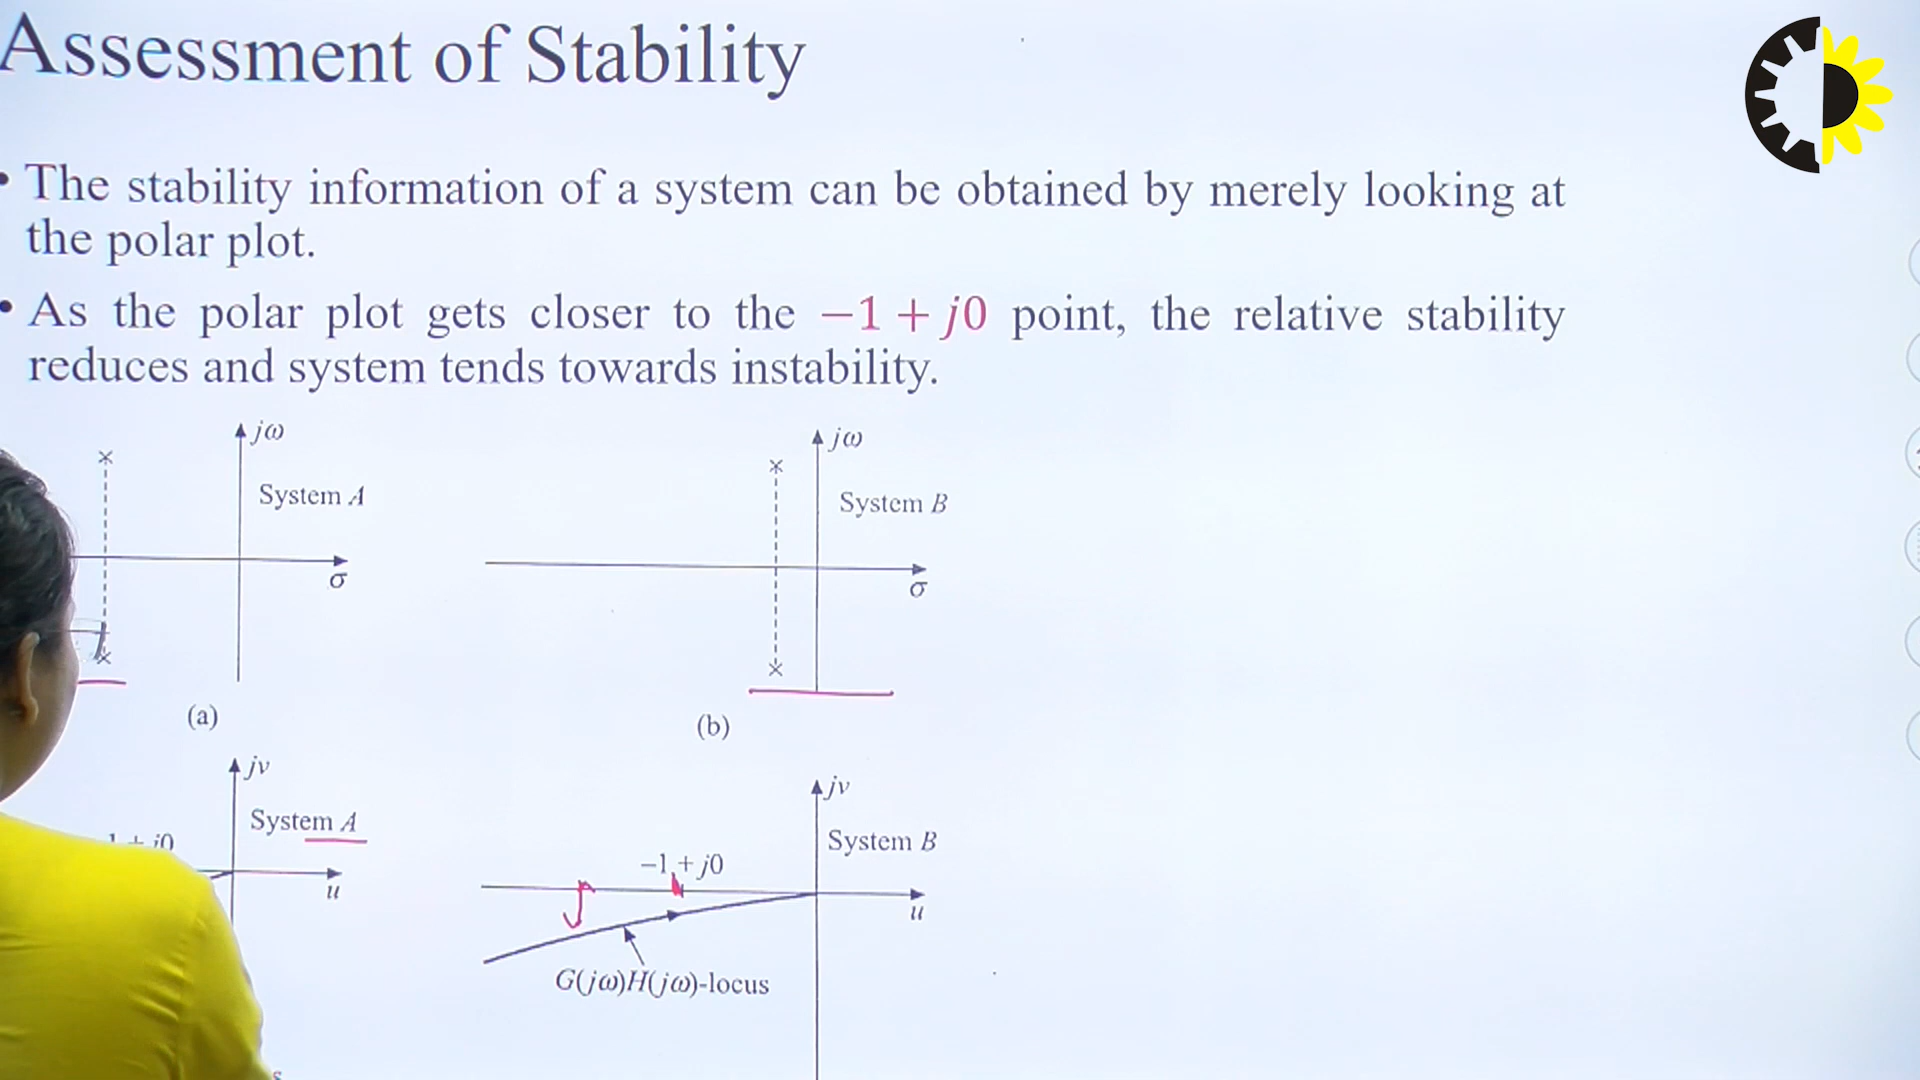 Assessment of Stability
• The stability information of a system can be obtained by merely looking at
the polar plot.
• As the polar plot gets closer to the −1 + j0 point, the relative stability
reduces and system tends towards instability.
jω
System A
σ
(a)
jω
System B
σ
(b)
jv
System A
1 + j0
u
jv
System B
−1 + j0
u
G(jω)H(jω)-locus